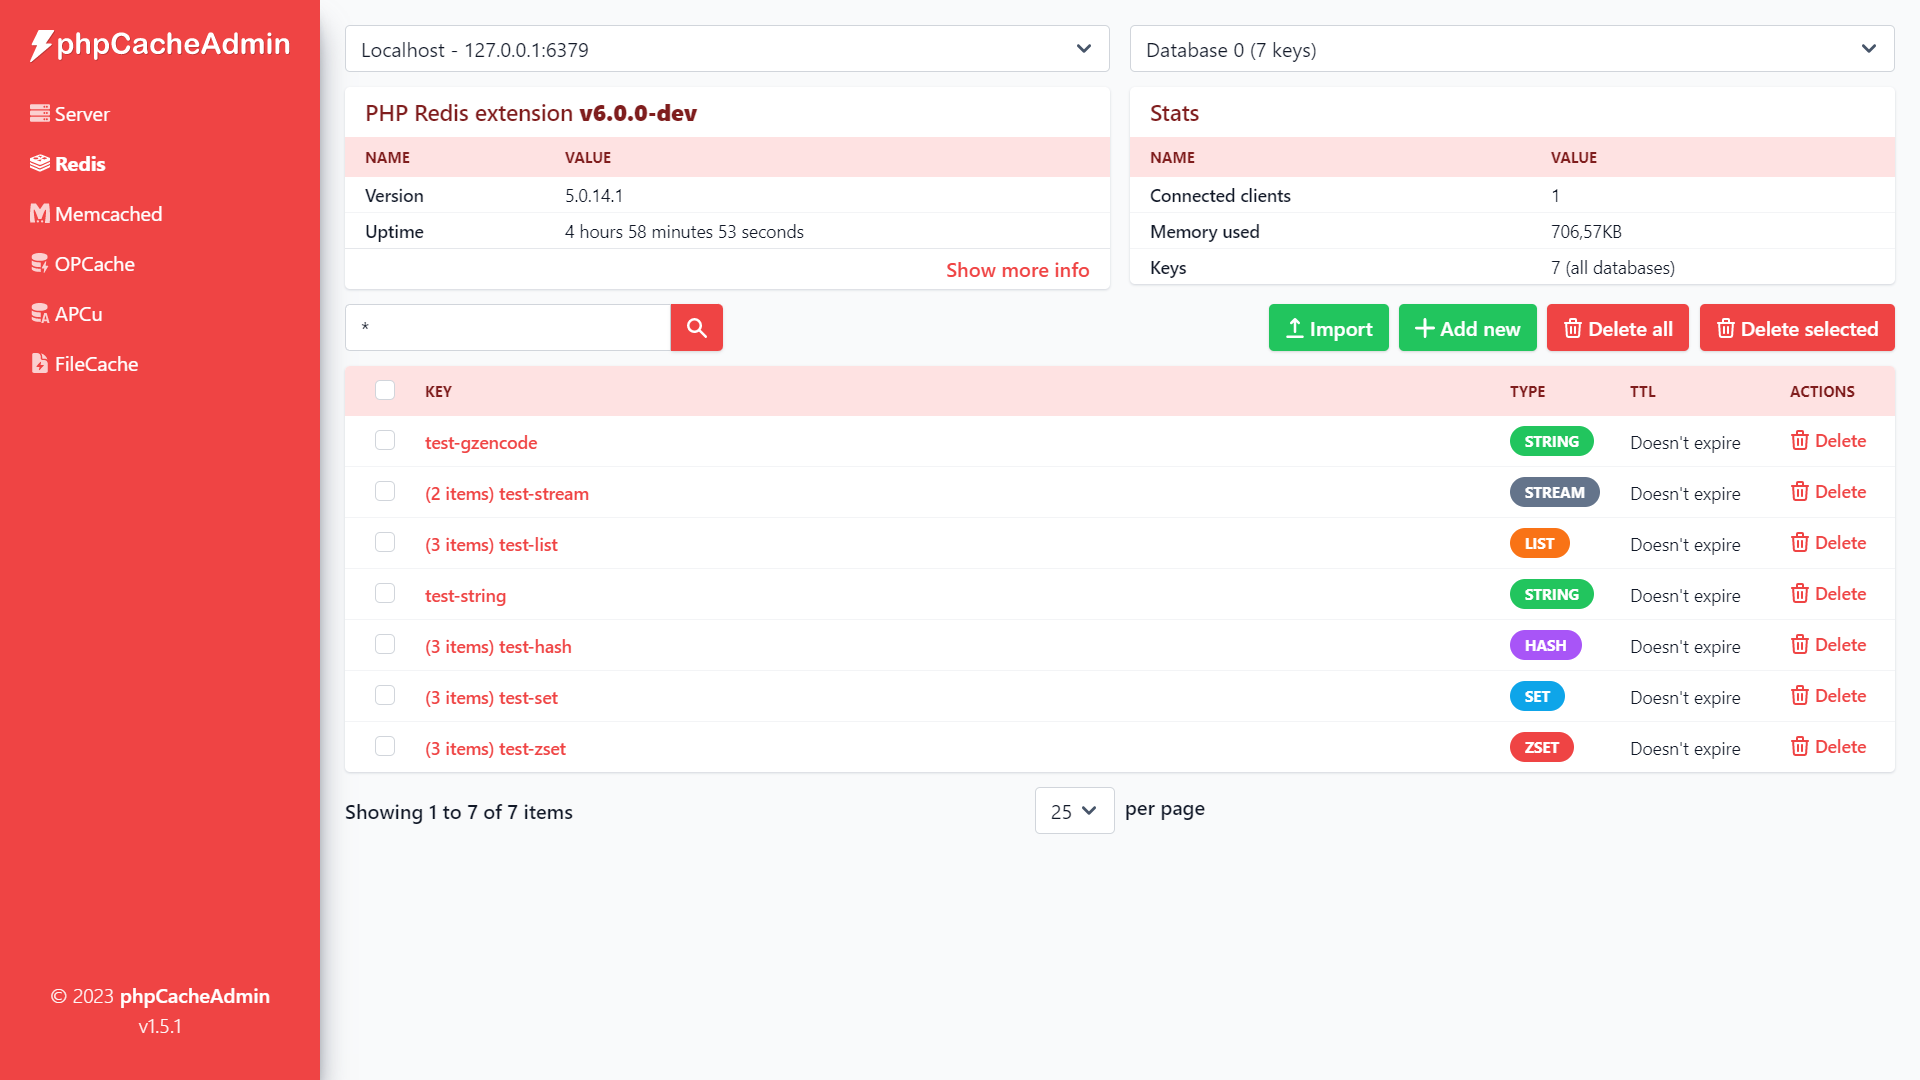 phpCacheAdmin
Server
Redis
Memcached
OPCache
APCu
FileCache
© 2023 phpCacheAdmin
v1.5.1
Localhost - 127.0.0.1:6379
Database 0 (7 keys)
PHP Redis extension v6.0.0-dev
NAME VALUE
Version 5.0.14.1
Uptime 4 hours 58 minutes 53 seconds
Show more info
Stats
NAME VALUE
Connected clients 1
Memory used 706,57KB
Keys 7 (all databases)
*
Import Add new Delete all Delete selected
KEY TYPE TTL ACTIONS
test-gzencode STRING Doesn't expire Delete
(2 items) test-stream STREAM Doesn't expire Delete
(3 items) test-list LIST Doesn't expire Delete
test-string STRING Doesn't expire Delete
(3 items) test-hash HASH Doesn't expire Delete
(3 items) test-set SET Doesn't expire Delete
(3 items) test-zset ZSET Doesn't expire Delete
Showing 1 to 7 of 7 items 25 per page